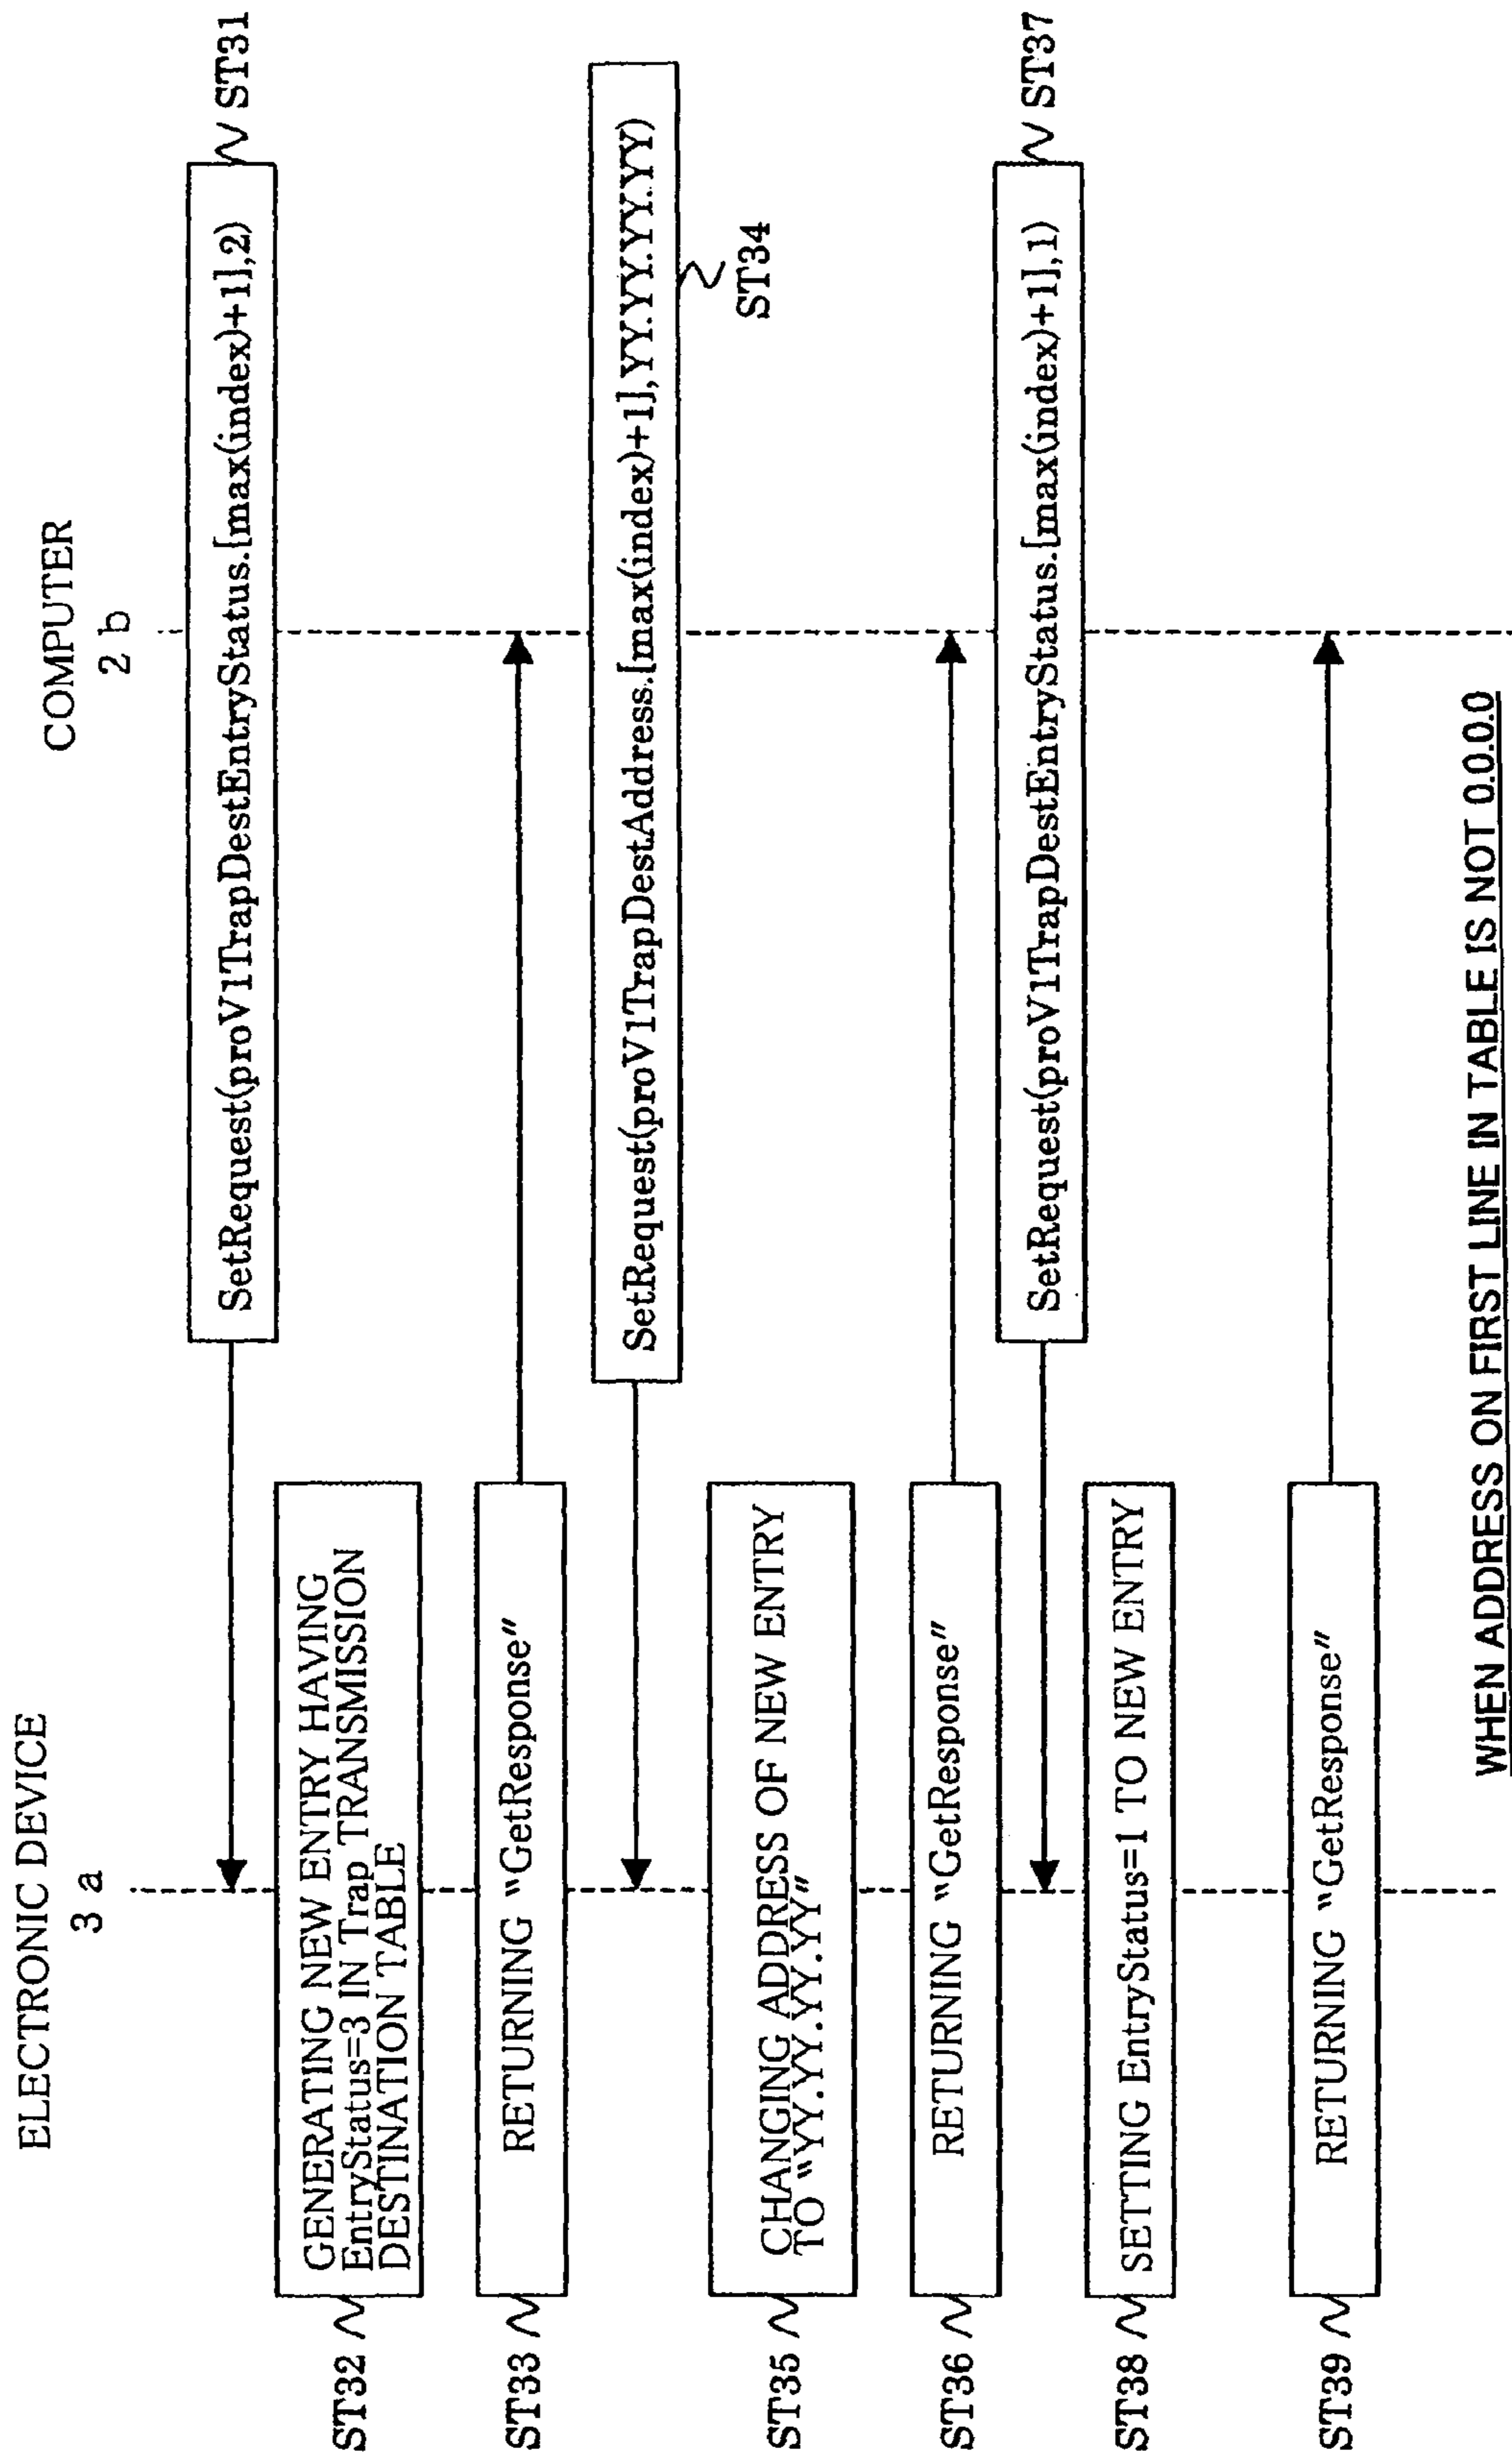 ELECTRONIC DEVICE
3 a
COMPUTER
2 b
SetRequest(proV1TrapDestEntryStatus.[max(index)+1],2)
ST31
ST32
GENERATING NEW ENTRY HAVING
EntryStatus=3 IN Trap TRANSMISSION
DESTINATION TABLE
ST33
RETURNING "GetResponse"
SetRequest(proV1TrapDestAddress.[max(index)+1],YY.YY.YY.YY.YY)
ST34
ST35
CHANGING ADDRESS OF NEW ENTRY
TO "YY.YY.YY.YY.YY"
ST36
RETURNING "GetResponse"
SetRequest(proV1TrapDestEntryStatus.[max(index)+1],1)
ST37
ST38
SETTING EntryStatus=1 TO NEW ENTRY
ST39
RETURNING "GetResponse"
WHEN ADDRESS ON FIRST LINE IN TABLE IS NOT 0.0.0.0